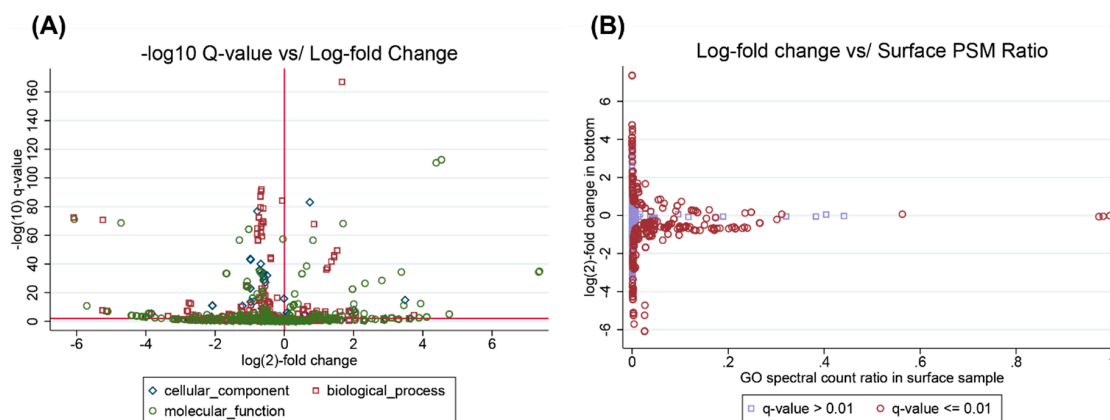 (A)
-log10 Q-value vs/ Log-fold Change
-log(10) q-value
0 20 40 60 80 100 120 140 160
-6 -4 -2 0 2 4 6
log(2)-fold change
cellular_component biological_process
molecular_function
(B)
Log-fold change vs/ Surface PSM Ratio
log(2)-fold change in bottom
-6 -4 -2 0 2 4 6
0 .2 .4 .6 .8
GO spectral count ratio in surface sample
q-value > 0.01 q-value <= 0.01